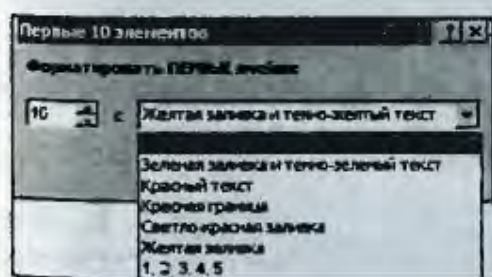 Первые 10 элементов
Форматировать ПЕРВЫЕ ячейки:
10 с Желтая заливка и темно-желтый текст
Зеленая заливка и темно-зеленый текст
Красный текст
Красная граница
Светло-красная заливка
Желтая заливка
1, 2, 3, 4, 5